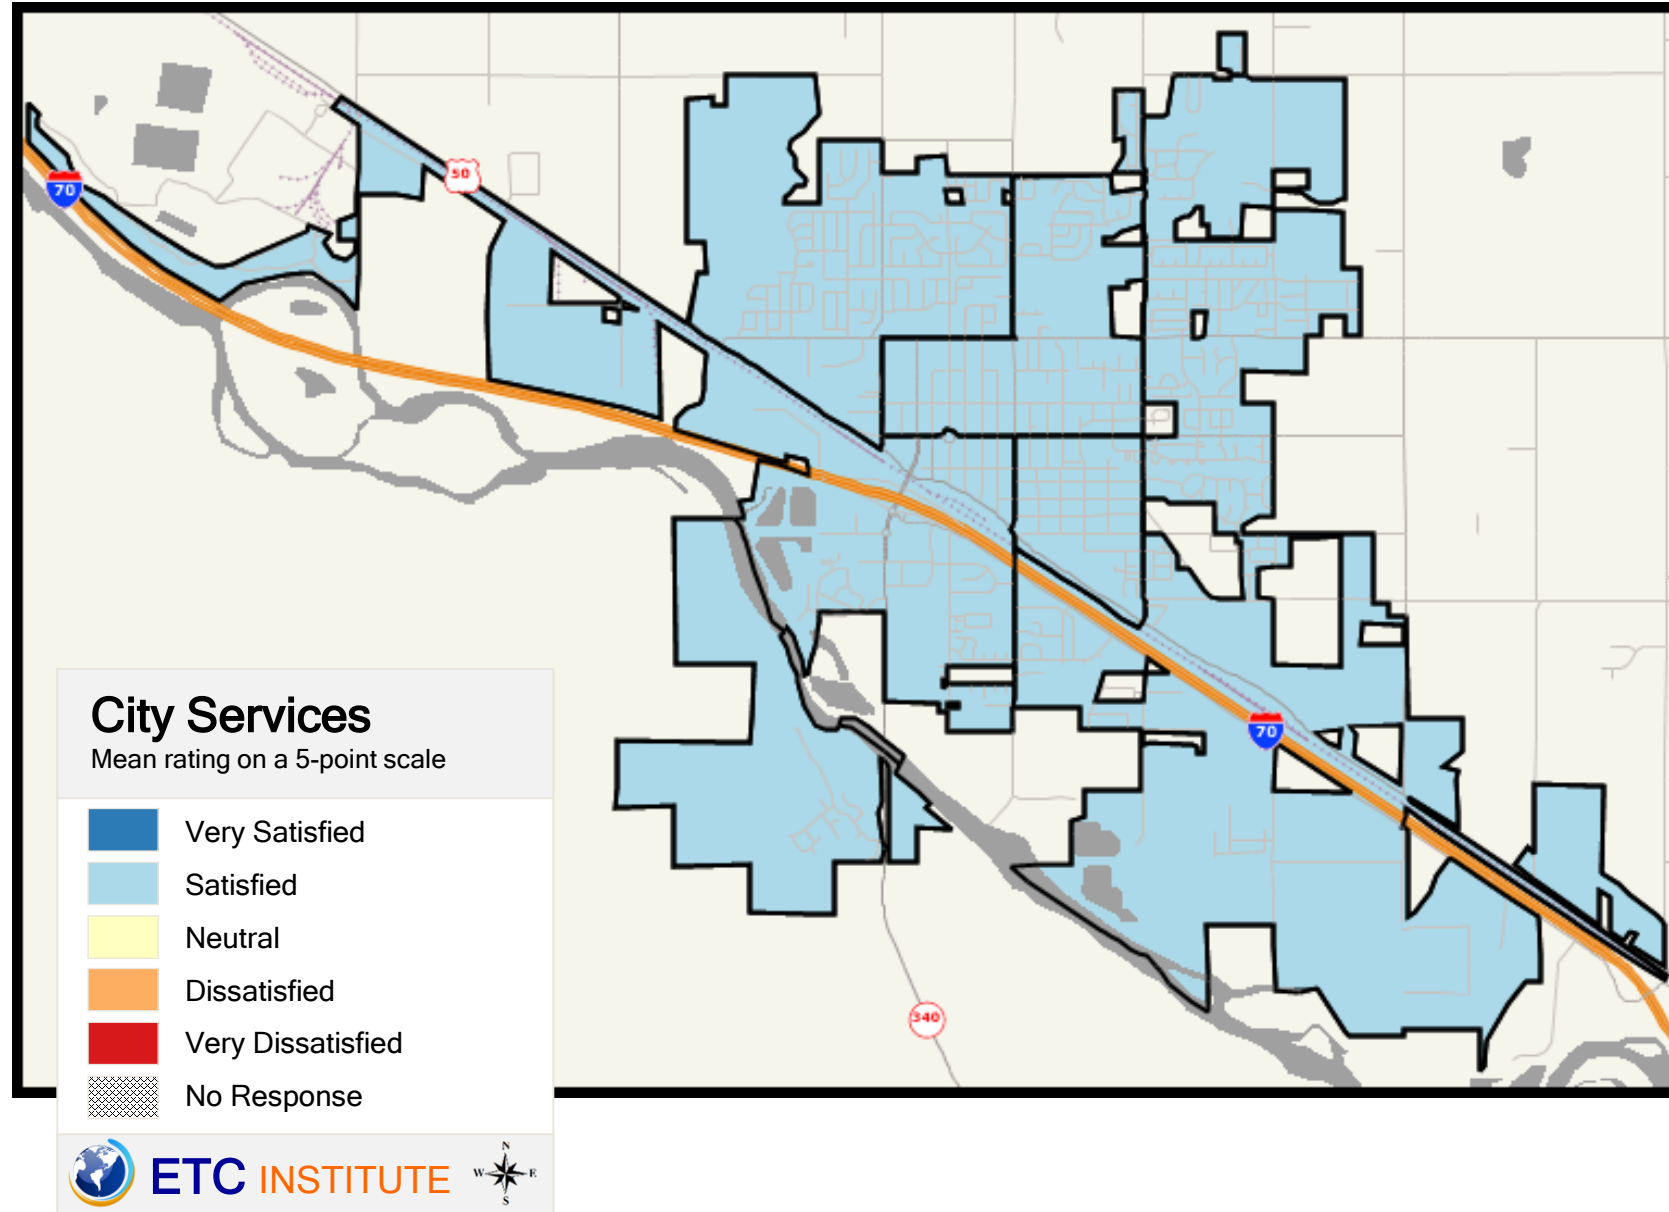 50
70
70
340
City Services
Mean rating on a 5-point scale
Very Satisfied
Satisfied
Neutral
Dissatisfied
Very Dissatisfied
No Response
ETC INSTITUTE
N
W E
S